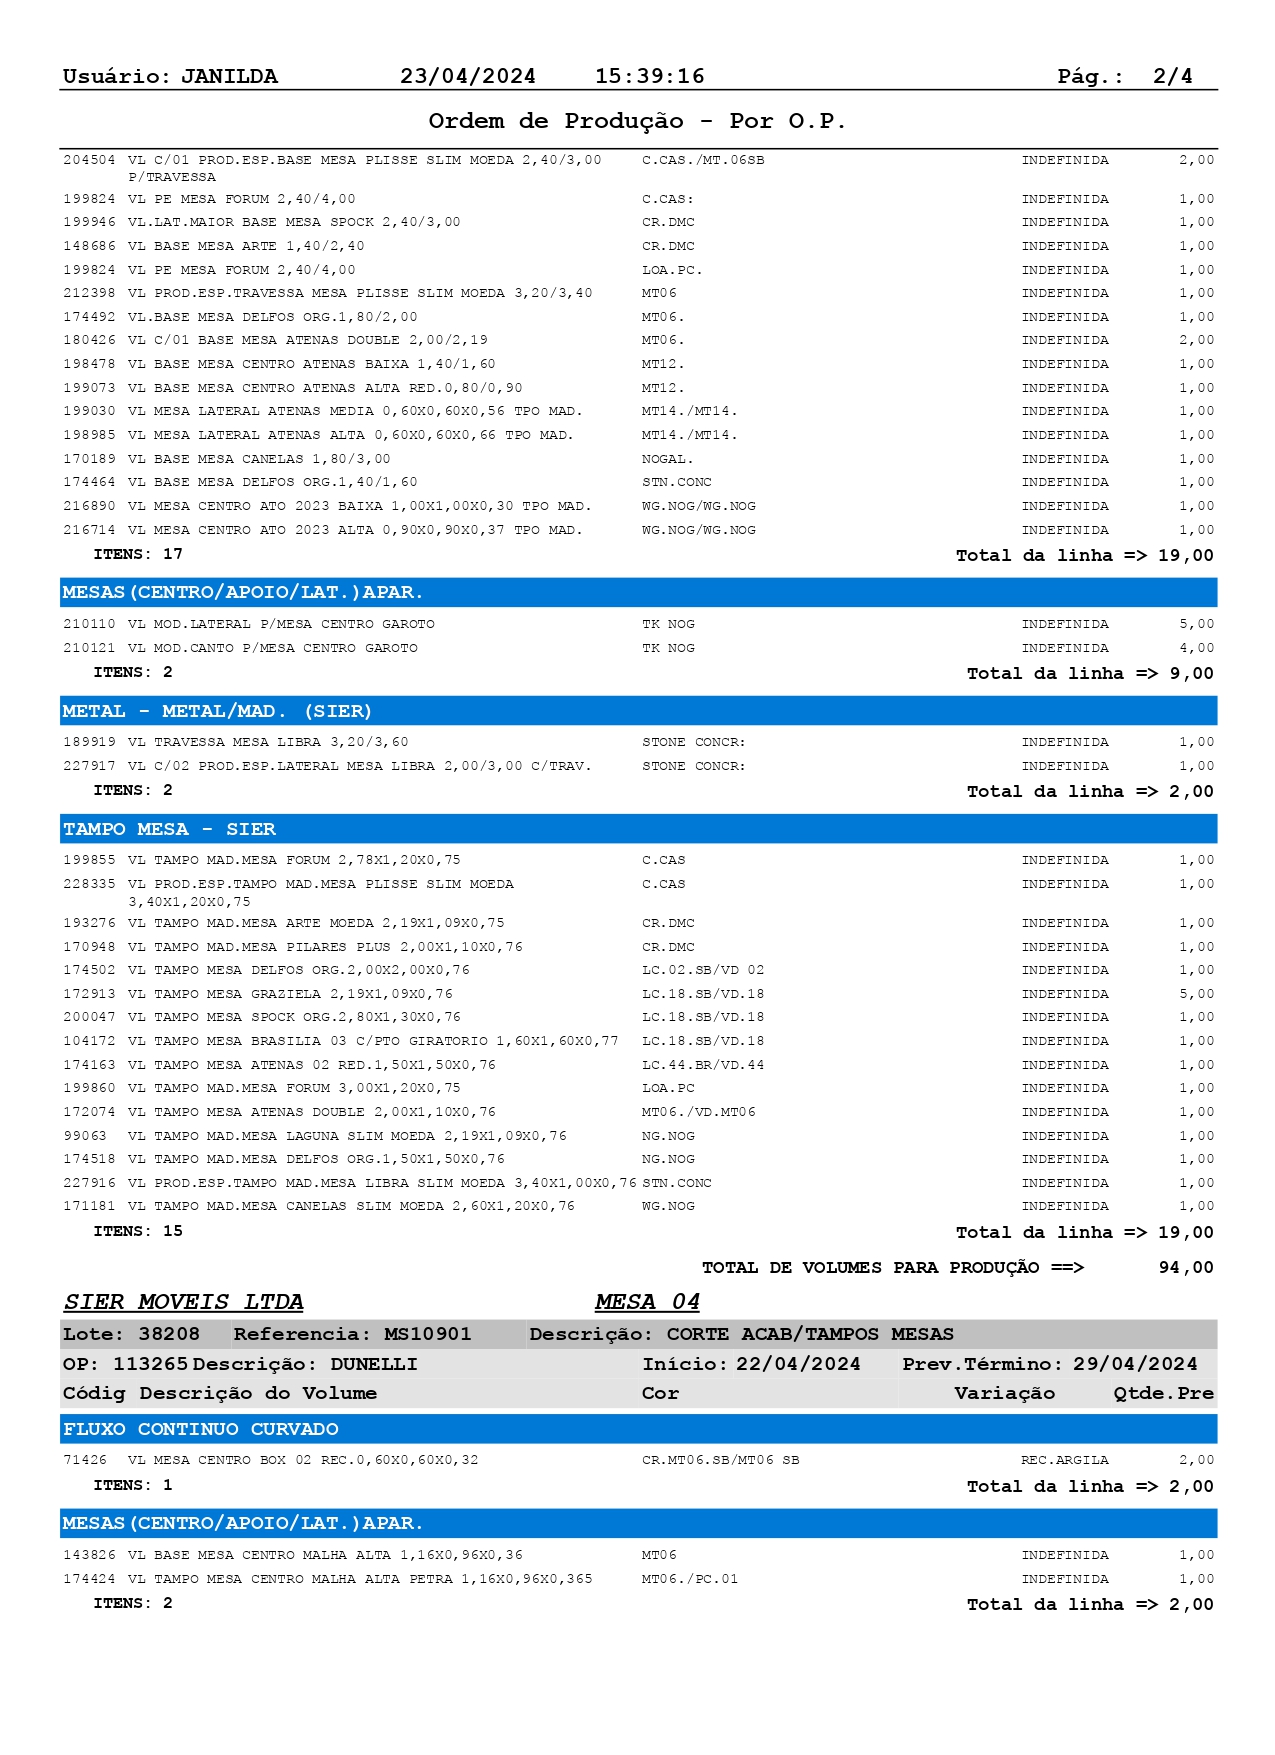 Usuário: JANILDA 23/04/2024 15:39:16 Pág.: 2/4
Ordem de Produção - Por O.P.
204504 VL C/01 PROD.ESP.BASE MESA PLISSE SLIM MOEDA 2,40/3,00 C.CAS./MT.06SB INDEFINIDA 2,00
P/TRAVESSA
199824 VL PE MESA FORUM 2,40/4,00 C.CAS: INDEFINIDA 1,00
199946 VL.LAT.MAIOR BASE MESA SPOCK 2,40/3,00 CR.DMC INDEFINIDA 1,00
148686 VL BASE MESA ARTE 1,40/2,40 CR.DMC INDEFINIDA 1,00
199824 VL PE MESA FORUM 2,40/4,00 LOA.PC. INDEFINIDA 1,00
212398 VL PROD.ESP.TRAVESSA MESA PLISSE SLIM MOEDA 3,20/3,40 MT06 INDEFINIDA 1,00
174492 VL.BASE MESA DELFOS ORG.1,80/2,00 MT06. INDEFINIDA 1,00
180426 VL C/01 BASE MESA ATENAS DOUBLE 2,00/2,19 MT06. INDEFINIDA 2,00
198478 VL BASE MESA CENTRO ATENAS BAIXA 1,40/1,60 MT12. INDEFINIDA 1,00
199073 VL BASE MESA CENTRO ATENAS ALTA RED.0,80/0,90 MT12. INDEFINIDA 1,00
199030 VL MESA LATERAL ATENAS MEDIA 0,60X0,60X0,56 TPO MAD. MT14./MT14. INDEFINIDA 1,00
198985 VL MESA LATERAL ATENAS ALTA 0,60X0,60X0,66 TPO MAD. MT14./MT14. INDEFINIDA 1,00
170189 VL BASE MESA CANELAS 1,80/3,00 NOGAL. INDEFINIDA 1,00
174464 VL BASE MESA DELFOS ORG.1,40/1,60 STN.CONC INDEFINIDA 1,00
216890 VL MESA CENTRO ATO 2023 BAIXA 1,00X1,00X0,30 TPO MAD. WG.NOG/WG.NOG INDEFINIDA 1,00
216714 VL MESA CENTRO ATO 2023 ALTA 0,90X0,90X0,37 TPO MAD. WG.NOG/WG.NOG INDEFINIDA 1,00
ITENS: 17 Total da linha => 19,00
MESAS(CENTRO/APOIO/LAT.)APAR.
210110 VL MOD.LATERAL P/MESA CENTRO GAROTO TK NOG INDEFINIDA 5,00
210121 VL MOD.CANTO P/MESA CENTRO GAROTO TK NOG INDEFINIDA 4,00
ITENS: 2 Total da linha => 9,00
METAL - METAL/MAD. (SIER)
189919 VL TRAVESSA MESA LIBRA 3,20/3,60 STONE CONCR: INDEFINIDA 1,00
227917 VL C/02 PROD.ESP.LATERAL MESA LIBRA 2,00/3,00 C/TRAV. STONE CONCR: INDEFINIDA 1,00
ITENS: 2 Total da linha => 2,00
TAMPO MESA - SIER
199855 VL TAMPO MAD.MESA FORUM 2,78X1,20X0,75 C.CAS INDEFINIDA 1,00
228335 VL PROD.ESP.TAMPO MAD.MESA PLISSE SLIM MOEDA C.CAS INDEFINIDA 1,00
3,40X1,20X0,75
193276 VL TAMPO MAD.MESA ARTE MOEDA 2,19X1,09X0,75 CR.DMC INDEFINIDA 1,00
170948 VL TAMPO MAD.MESA PILARES PLUS 2,00X1,10X0,76 CR.DMC INDEFINIDA 1,00
174502 VL TAMPO MESA DELFOS ORG.2,00X2,00X0,76 LC.02.SB/VD 02 INDEFINIDA 1,00
172913 VL TAMPO MESA GRAZIELA 2,19X1,09X0,76 LC.18.SB/VD.18 INDEFINIDA 5,00
200047 VL TAMPO MESA SPOCK ORG.2,80X1,30X0,76 LC.18.SB/VD.18 INDEFINIDA 1,00
104172 VL TAMPO MESA BRASILIA 03 C/PTO GIRATORIO 1,60X1,60X0,77 LC.18.SB/VD.18 INDEFINIDA 1,00
174163 VL TAMPO MESA ATENAS 02 RED.1,50X1,50X0,76 LC.44.BR/VD.44 INDEFINIDA 1,00
199860 VL TAMPO MAD.MESA FORUM 3,00X1,20X0,75 LOA.PC INDEFINIDA 1,00
172074 VL TAMPO MESA ATENAS DOUBLE 2,00X1,10X0,76 MT06./VD.MT06 INDEFINIDA 1,00
99063 VL TAMPO MAD.MESA LAGUNA SLIM MOEDA 2,19X1,09X0,76 NG.NOG INDEFINIDA 1,00
174518 VL TAMPO MAD.MESA DELFOS ORG.1,50X1,50X0,76 NG.NOG INDEFINIDA 1,00
227916 VL PROD.ESP.TAMPO MAD.MESA LIBRA SLIM MOEDA 3,40X1,00X0,76 STN.CONC INDEFINIDA 1,00
171181 VL TAMPO MAD.MESA CANELAS SLIM MOEDA 2,60X1,20X0,76 WG.NOG INDEFINIDA 1,00
ITENS: 15 Total da linha => 19,00
TOTAL DE VOLUMES PARA PRODUÇÃO ==> 94,00
SIER MOVEIS LTDA MESA 04
Lote: 38208 Referencia: MS10901 Descrição: CORTE ACAB/TAMPOS MESAS
OP: 113265 Descrição: DUNELLI Início: 22/04/2024 Prev.Término: 29/04/2024
Códig Descrição do Volume Cor Variação Qtde.Pre
FLUXO CONTINUO CURVADO
71426 VL MESA CENTRO BOX 02 REC.0,60X0,60X0,32 CR.MT06.SB/MT06 SB REC.ARGILA 2,00
ITENS: 1 Total da linha => 2,00
MESAS(CENTRO/APOIO/LAT.)APAR.
143826 VL BASE MESA CENTRO MALHA ALTA 1,16X0,96X0,36 MT06 INDEFINIDA 1,00
174424 VL TAMPO MESA CENTRO MALHA ALTA PETRA 1,16X0,96X0,365 MT06./PC.01 INDEFINIDA 1,00
ITENS: 2 Total da linha => 2,00